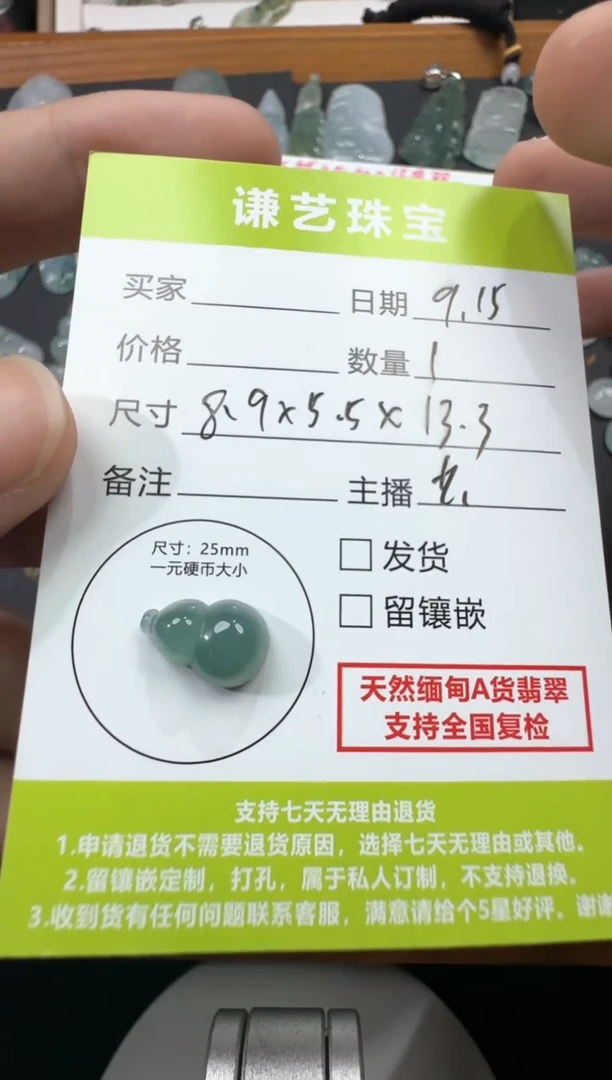 谦艺珠宝
买家 日期 9.15
价格 数量 1
尺寸 8.9x5.5x13.3
备注 主播
尺寸：25mm
一元硬币大小
发货
留镶嵌
天然缅甸A货翡翠
支持全国复检
支持七天无理由退货
1.申请退货不需要退货原因，选择七天无理由或其他。
2.留镶嵌定制，打孔，属于私人订制，不支持退换。
3.收到货有任何问题联系客服，满意请给个5星好评。谢谢